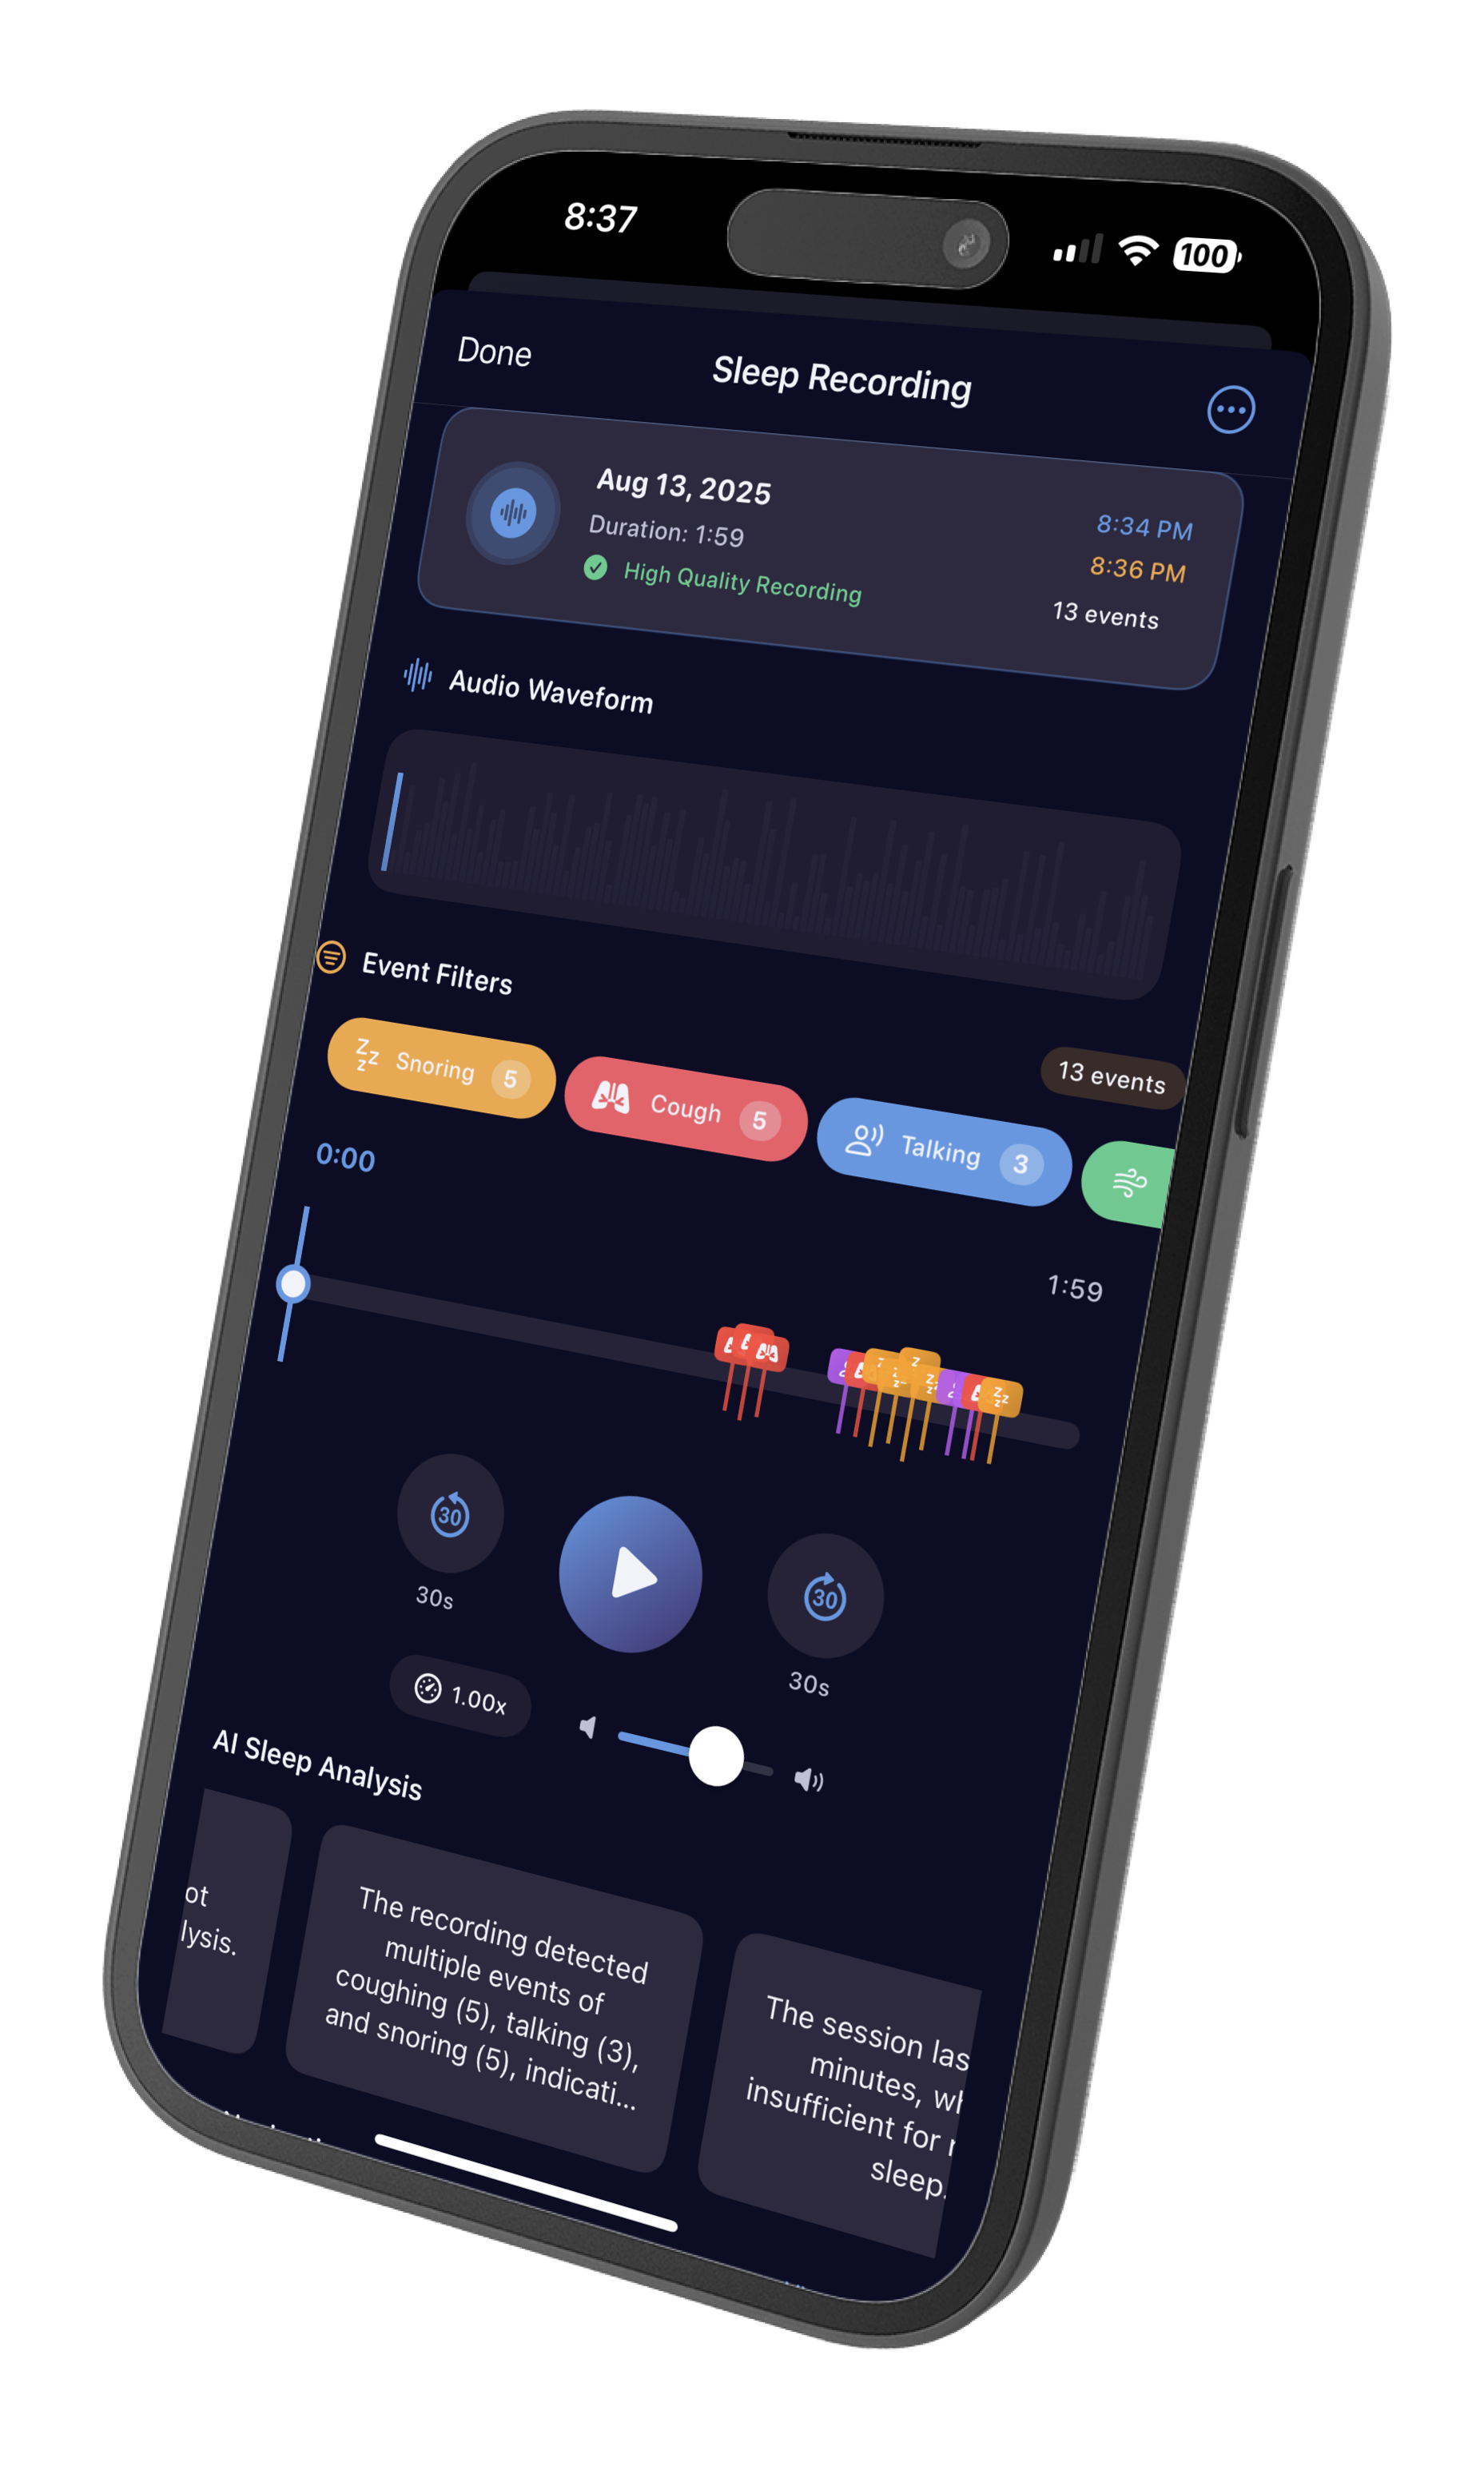 8:37
100
Done
Sleep Recording
Aug 13, 2025
8:34 PM
Duration: 1:59
8:36 PM
High Quality Recording
13 events
Audio Waveform
Event Filters
13 events
Snoring 5
Cough 5
Talking 3
0:00
1:59
30
30
30s
30s
1.00x
AI Sleep Analysis
ot
lysis.
The recording detected
multiple events of
coughing (5), talking (3),
and snoring (5), indicati...
The session las
minutes, wh
insufficient for r
sleep.